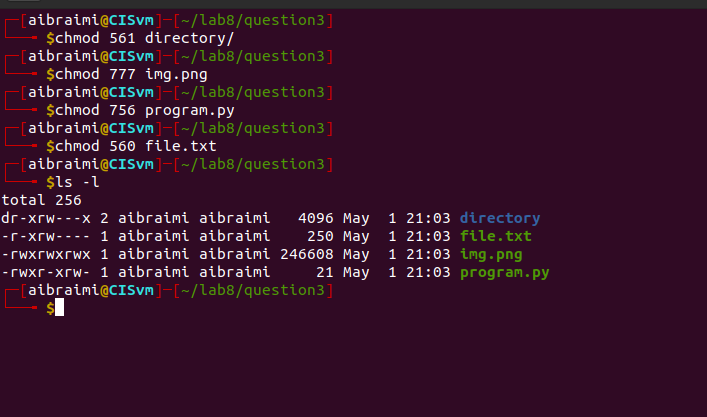 ┌─[aibraimi@CISvm]─[~/lab8/question3]
└──╼ $chmod 561 directory/
┌─[aibraimi@CISvm]─[~/lab8/question3]
└──╼ $chmod 777 img.png
┌─[aibraimi@CISvm]─[~/lab8/question3]
└──╼ $chmod 756 program.py
┌─[aibraimi@CISvm]─[~/lab8/question3]
└──╼ $chmod 560 file.txt
┌─[aibraimi@CISvm]─[~/lab8/question3]
└──╼ $ls -l
total 256
dr-xrw---x 2 aibraimi aibraimi   4096 May  1 21:03 directory
-r-xrw---- 1 aibraimi aibraimi    250 May  1 21:03 file.txt
-rwxrwxrwx 1 aibraimi aibraimi 246608 May  1 21:03 img.png
-rwxr-xrw- 1 aibraimi aibraimi     21 May  1 21:03 program.py
┌─[aibraimi@CISvm]─[~/lab8/question3]
└──╼ $